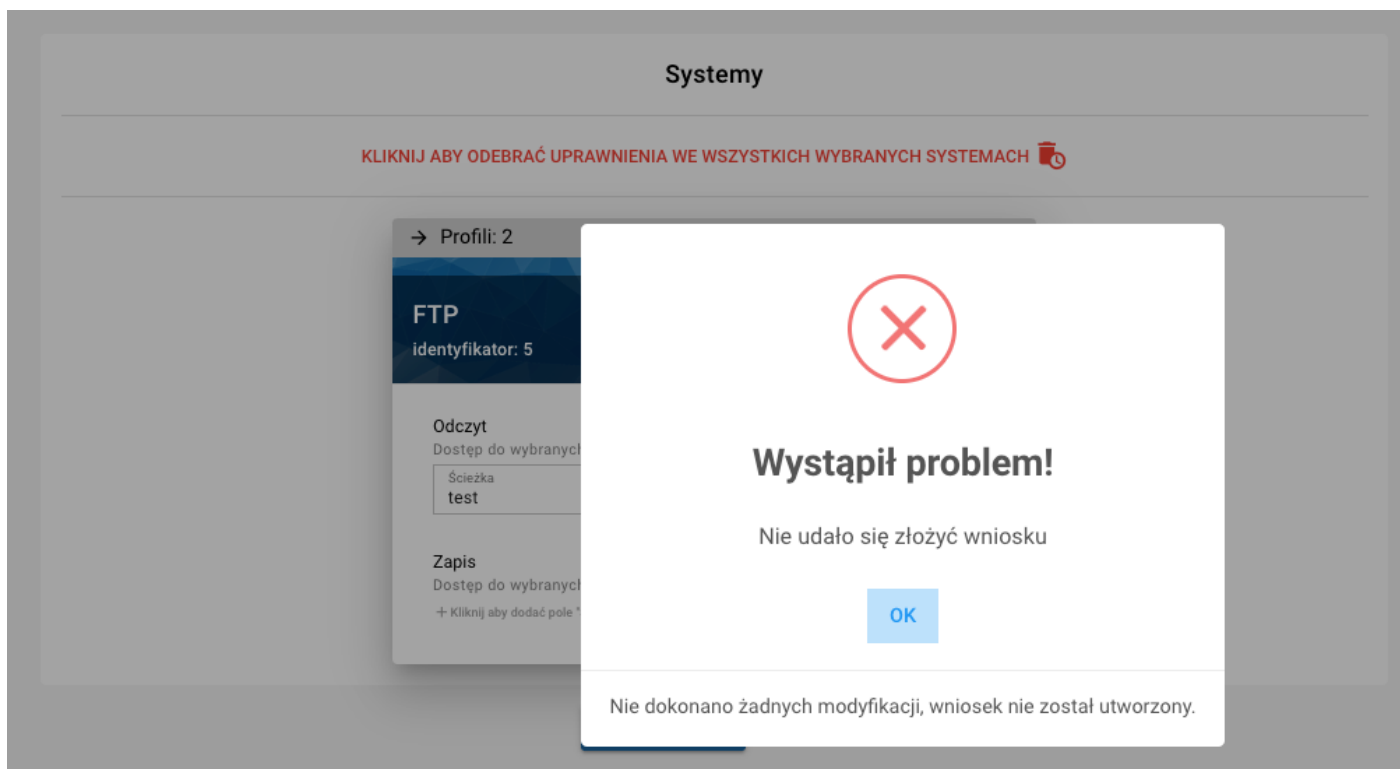 Systemy
KLIKNIJ ABY ODEBRAĆ UPRAWNIENIA WE WSZYSTKICH WYBRANYCH SYSTEMACH
Profili: 2
FTP
identyfikator: 5
Odczyt
Dostęp do wybranych
Ścieżka
test
Zapis
Dostęp do wybranych
+ Kliknij aby dodać pole "
Wystąpił problem!
Nie udało się złożyć wniosku
OK
Nie dokonano żadnych modyfikacji, wniosek nie został utworzony.